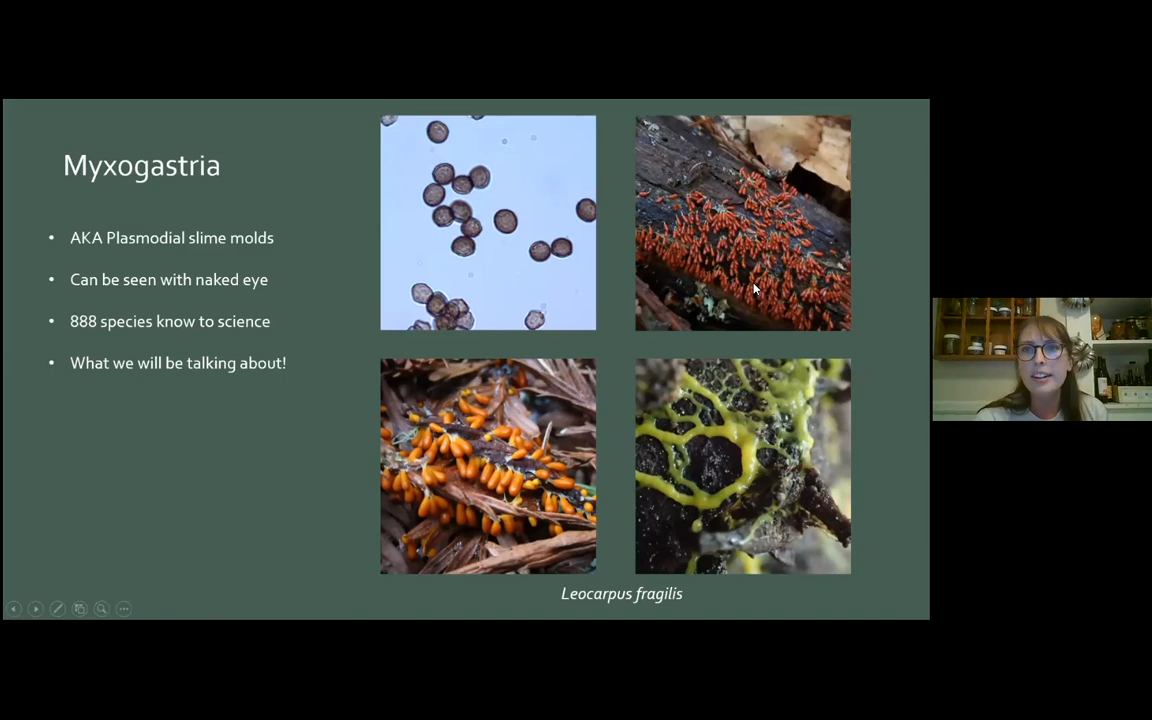 Myxogastria
• AKA Plasmodial slime molds
• Can be seen with naked eye
• 888 species know to science
• What we will be talking about!
Leocarpus fragilis